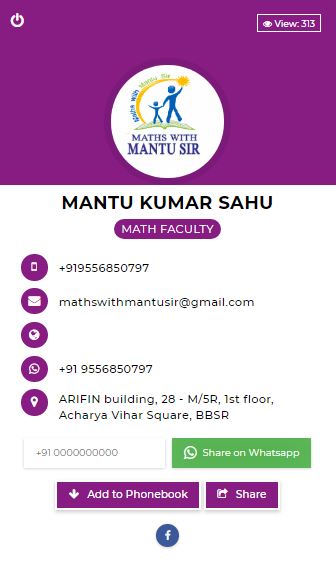 View: 313
Maths With Mantu Sir
MATHS WITH
MANTU SIR
MANTU KUMAR SAHU
MATH FACULTY
+919556850797
mathswithmantusir@gmail.com
+91 9556850797
ARIFIN building, 28 - M/5R, 1st floor,
Acharya Vihar Square, BBSR
+91 0000000000
Share on Whatsapp
Add to Phonebook
Share